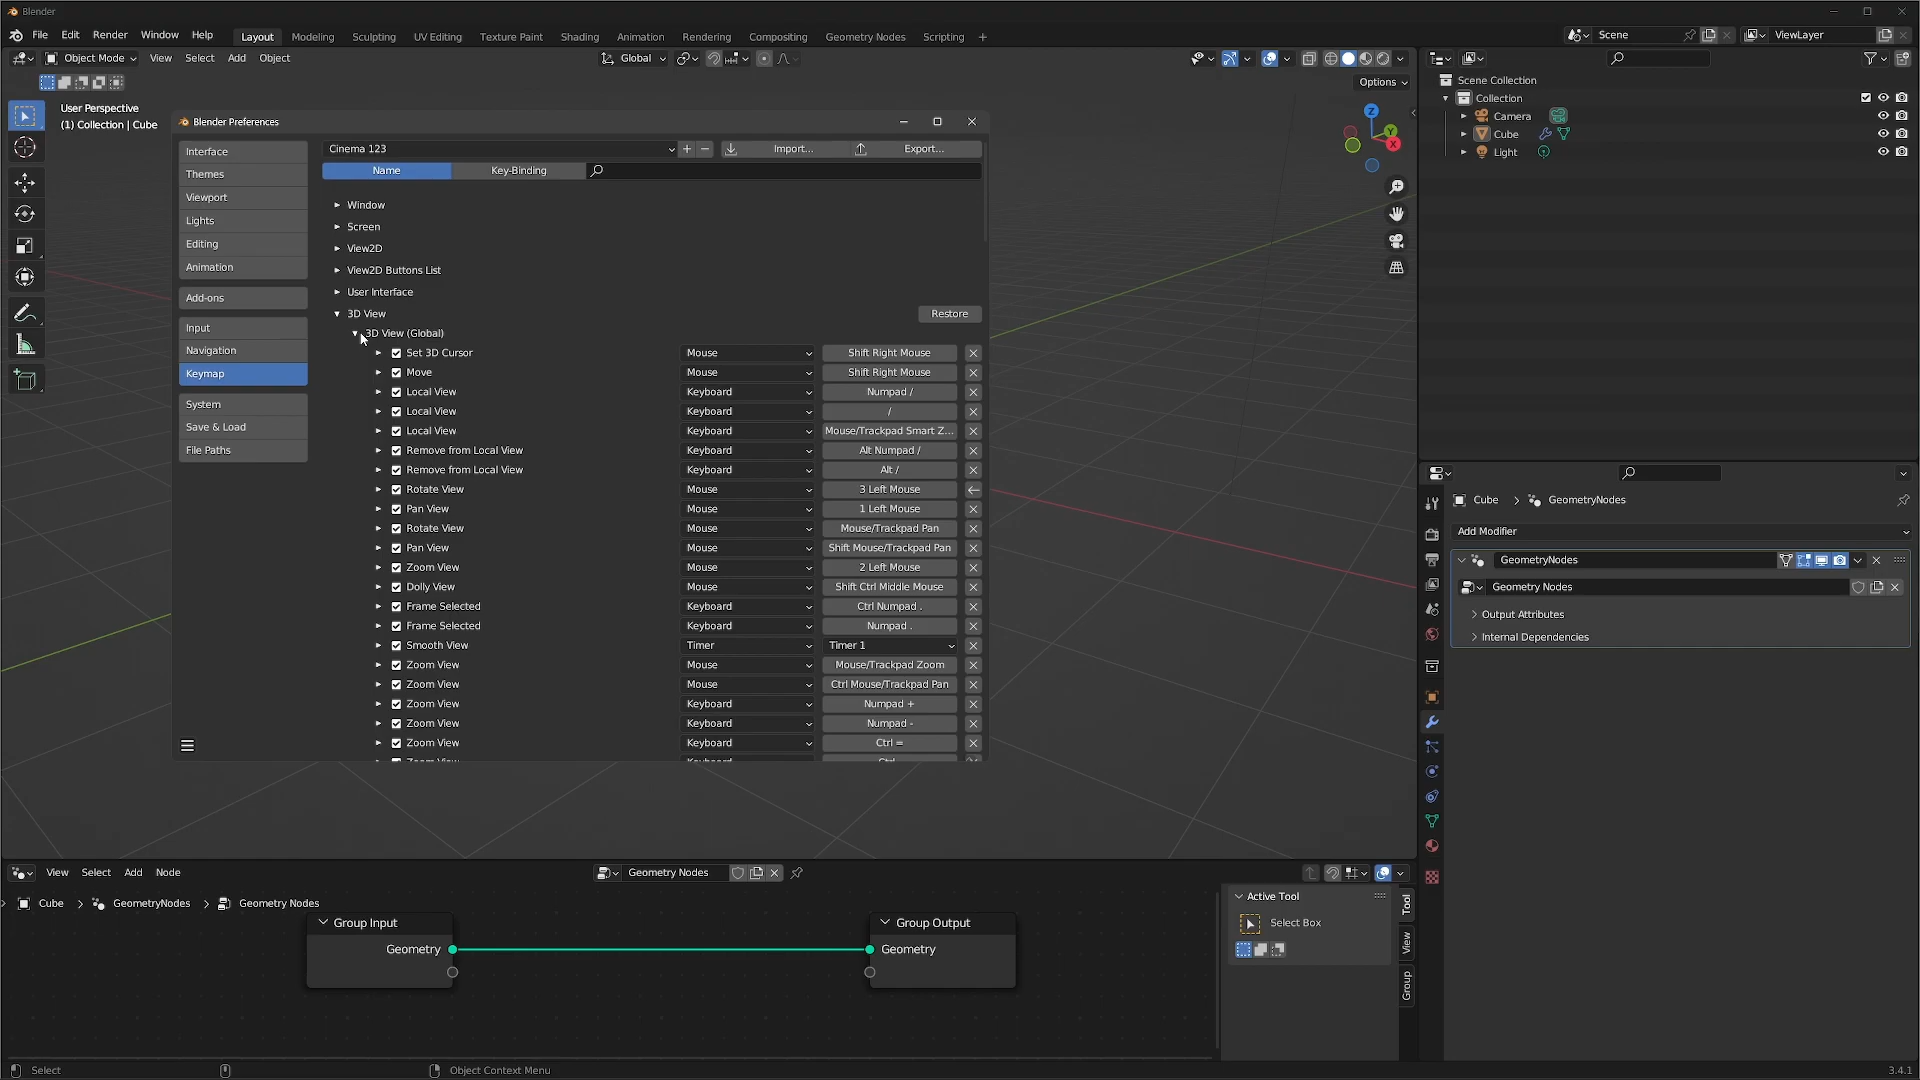 Blender
File Edit Render Window Help Layout Modeling Sculpting UV Editing Texture Paint Shading Animation Rendering Compositing Geometry Nodes Scripting + Scene ViewLayer
Object Mode View Select Add Object Global
Options
User Perspective
(1) Collection | Cube
Z
Y
X
Scene Collection
Collection
Camera
Cube
Light
Blender Preferences
Interface
Themes
Viewport
Lights
Editing
Animation
Add-ons
Input
Navigation
Keymap
System
Save & Load
File Paths
Cinema 123 Import... Export...
Name Key-Binding
Window
Screen
View2D
View2D Buttons List
User Interface
3D View Restore
3D View (Global)
Set 3D Cursor Mouse Shift Right Mouse
Move Mouse Shift Right Mouse
Local View Keyboard Numpad /
Local View Keyboard /
Local View Keyboard Mouse/Trackpad Smart Z...
Remove from Local View Keyboard Alt Numpad /
Remove from Local View Keyboard Alt /
Rotate View Mouse 3 Left Mouse
Pan View Mouse 1 Left Mouse
Rotate View Mouse Mouse/Trackpad Pan
Pan View Mouse Shift Mouse/Trackpad Pan
Zoom View Mouse 2 Left Mouse
Dolly View Mouse Shift Ctrl Middle Mouse
Frame Selected Keyboard Ctrl Numpad .
Frame Selected Keyboard Numpad .
Smooth View Timer Timer 1
Zoom View Mouse Mouse/Trackpad Zoom
Zoom View Mouse Ctrl Mouse/Trackpad Pan
Zoom View Keyboard Numpad +
Zoom View Keyboard Numpad -
Zoom View Keyboard Ctrl =
Cube GeometryNodes
Add Modifier
GeometryNodes
Geometry Nodes
Output Attributes
Internal Dependencies
View Select Add Node Geometry Nodes
Cube GeometryNodes Geometry Nodes
Group Input
Geometry
Group Output
Geometry
Active Tool
Select Box
Tool
View
Group
Select Object Context Menu 3.4.1